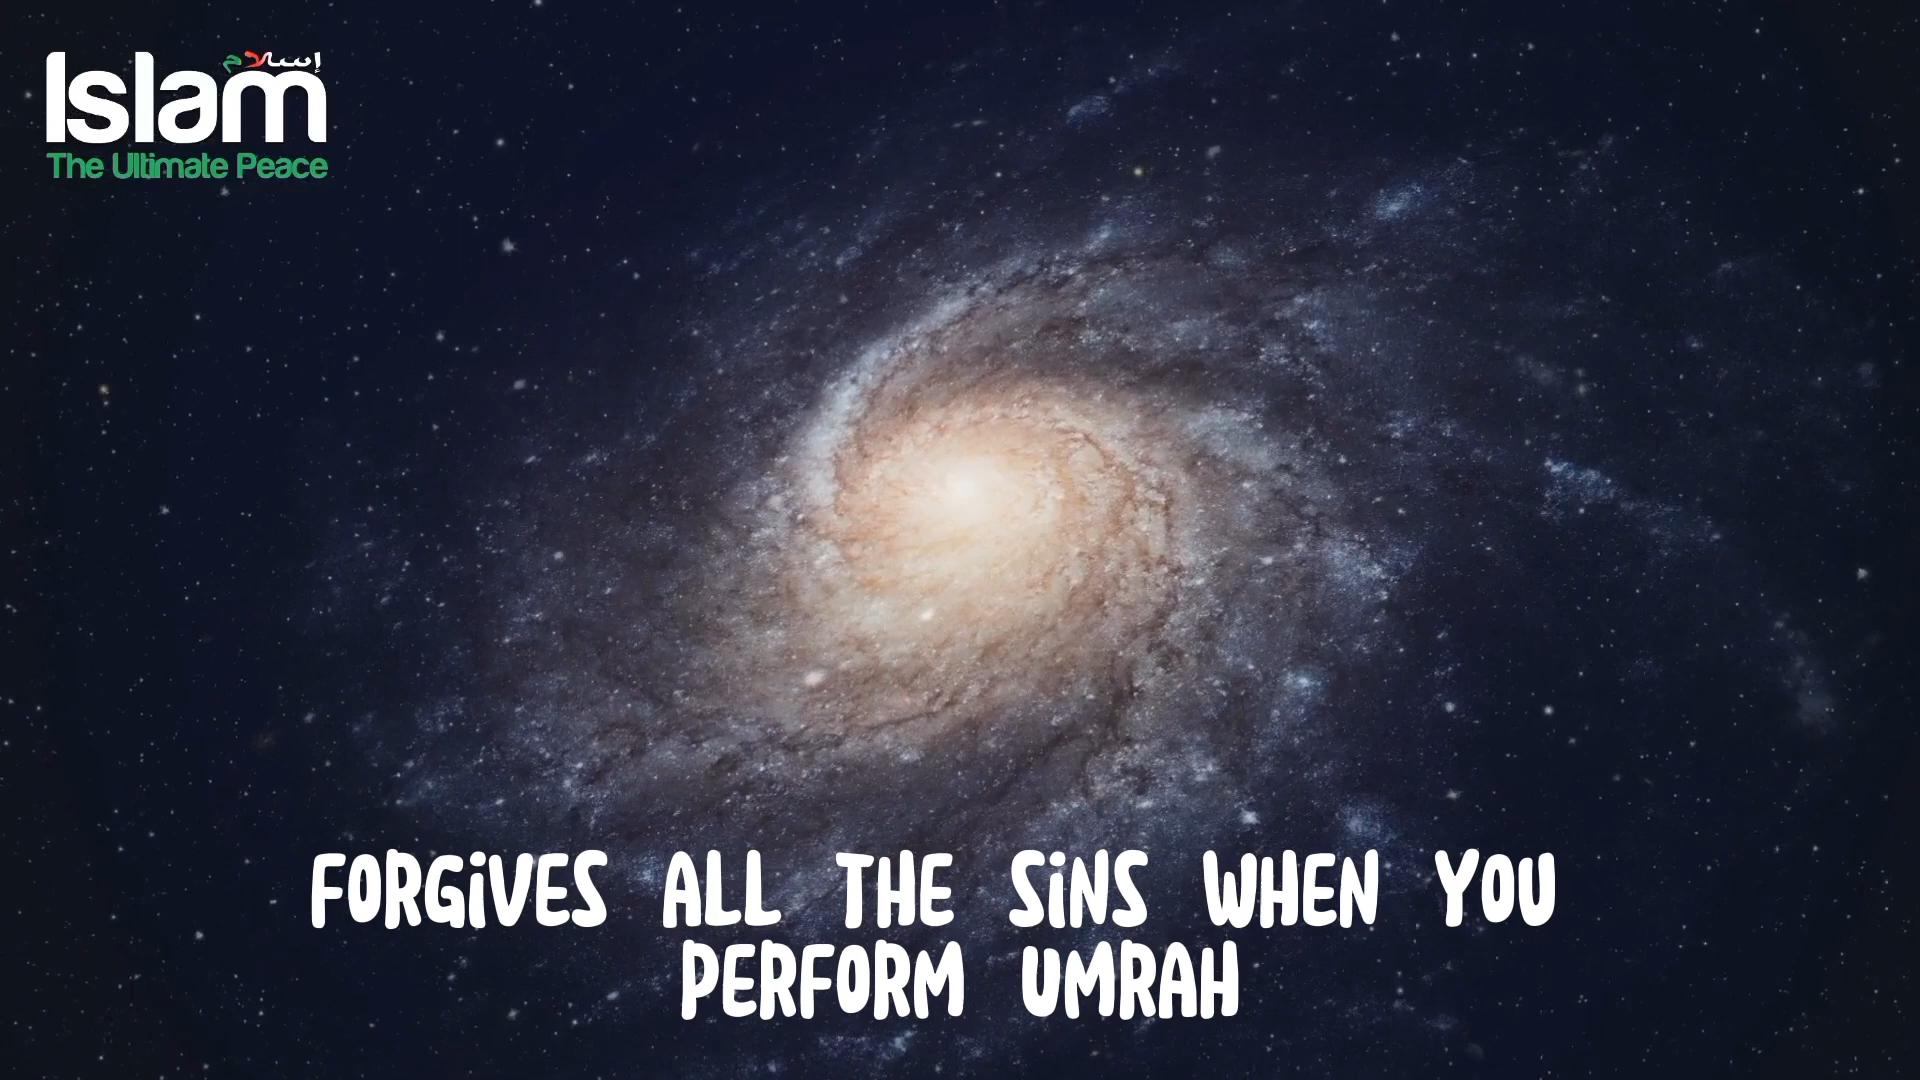 إسلام
Islam
The Ultimate Peace
FORGiVES ALL THE SiNS WHEN YOU
PERFORM UMRAH